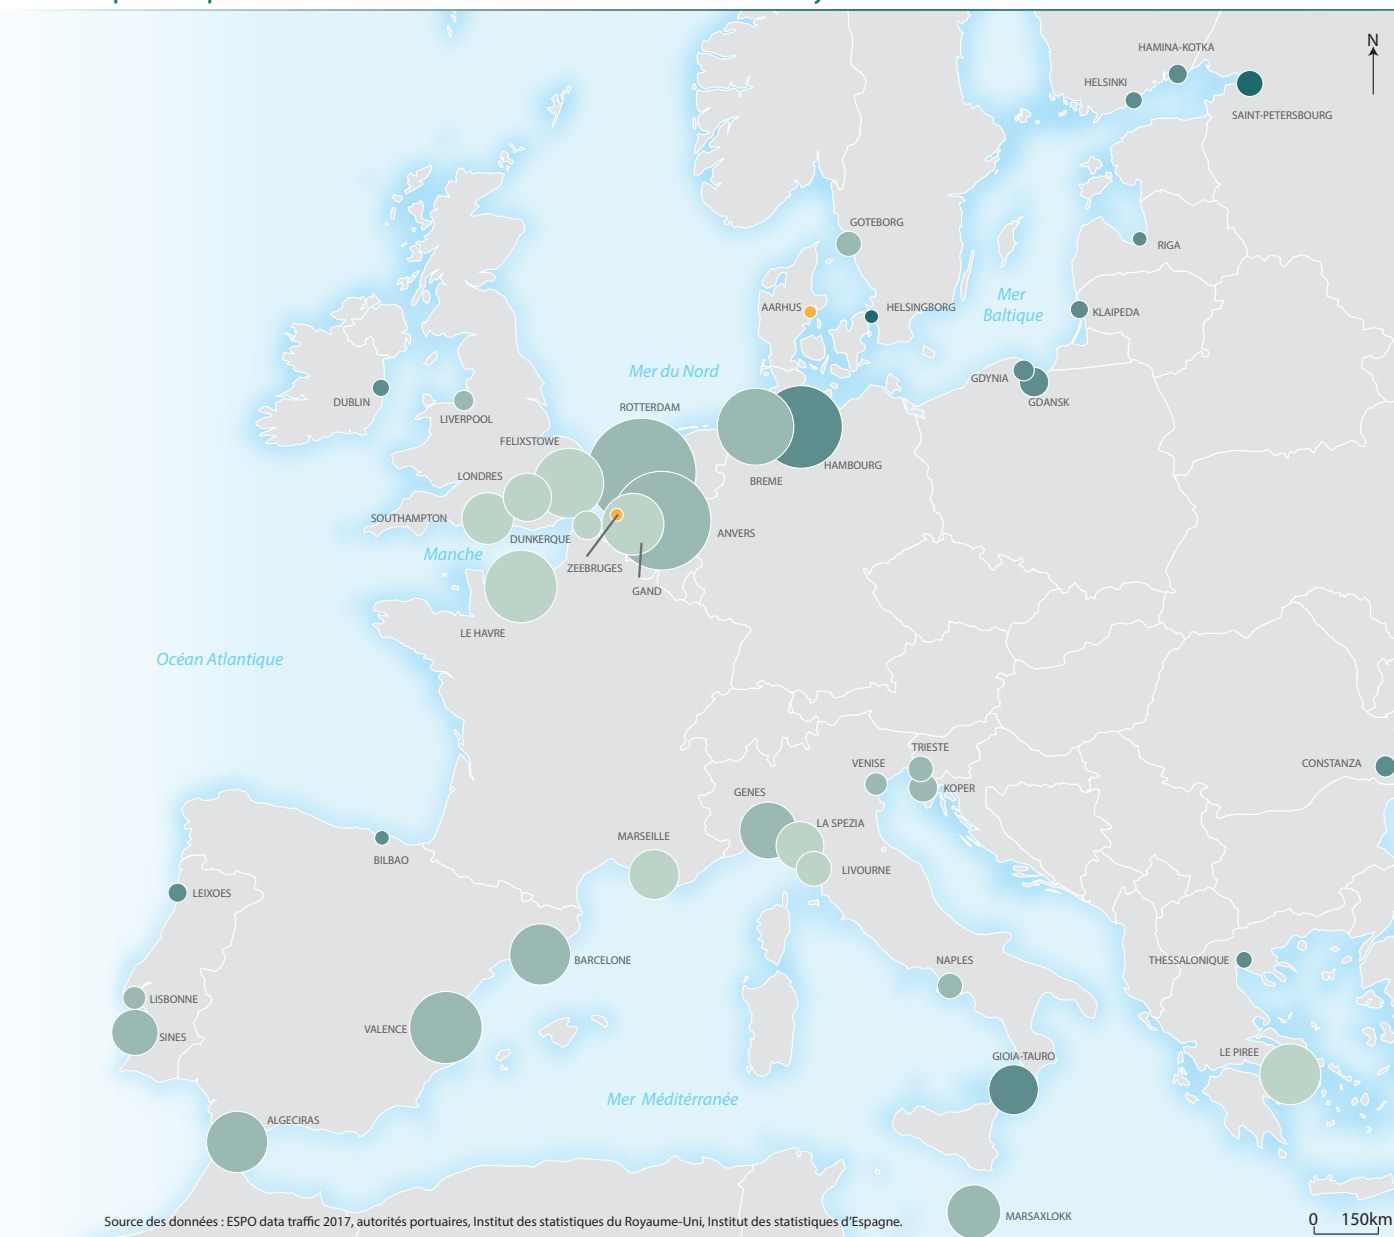 N
HAMINA-KOTKA
HELSINKI
SAINT-PETERSBOURG
GOTEBORG
RIGA
Mer
Baltique
AARHUS
HELSINGBORG
KLAIPEDA
Mer du Nord
GDYNIA
GDANSK
DUBLIN
LIVERPOOL
ROTTERDAM
FELIXSTOWE
HAMBOURG
LONDRES
BREME
SOUTHAMPTON
DUNKERQUE
ANVERS
Manche
ZEEBRUGES
GAND
LE HAVRE
Océan Atlantique
TRIESTE
VENISE
CONSTANZA
KOPER
GENES
LA SPEZIA
MARSEILLE
BILBAO
LIVOURNE
LEIXOES
BARCELONE
NAPLES
THESSALONIQUE
LISBONNE
VALENCE
SINES
GIOIA-TAURO
LE PIREE
Mer Méditérranée
ALGECIRAS
MARSAXLOKK
Source des données : ESPO data traffic 2017, autorités portuaires, Institut des statistiques du Royaume-Uni, Institut des statistiques d'Espagne.
0 150km